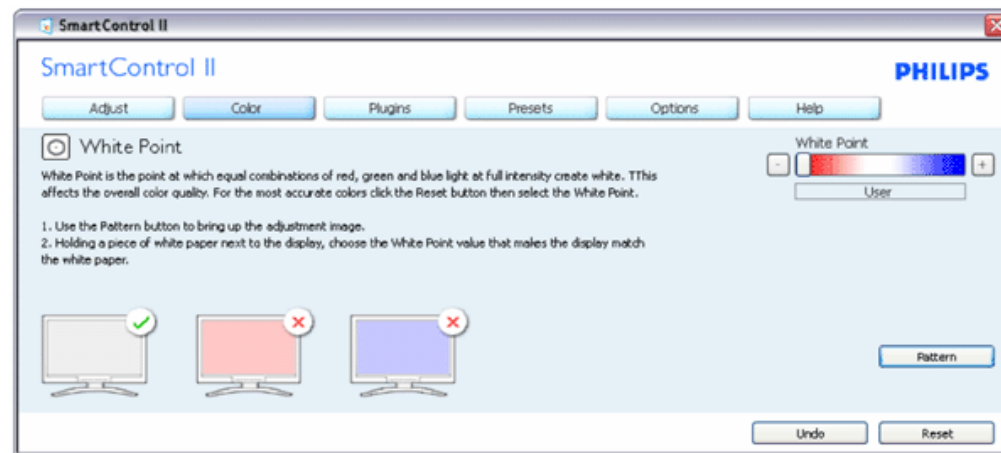 SmartControl II
SmartControl II
PHILIPS
Adjust Color Plugins Presets Options Help
White Point
White Point is the point at which equal combinations of red, green and blue light at full intensity create white. TThis
affects the overall color quality. For the most accurate colors click the Reset button then select the White Point.
1. Use the Pattern button to bring up the adjustment image.
2. Holding a piece of white paper next to the display, choose the White Point value that makes the display match
the white paper.
White Point
- +
User
Pattern
Undo Reset